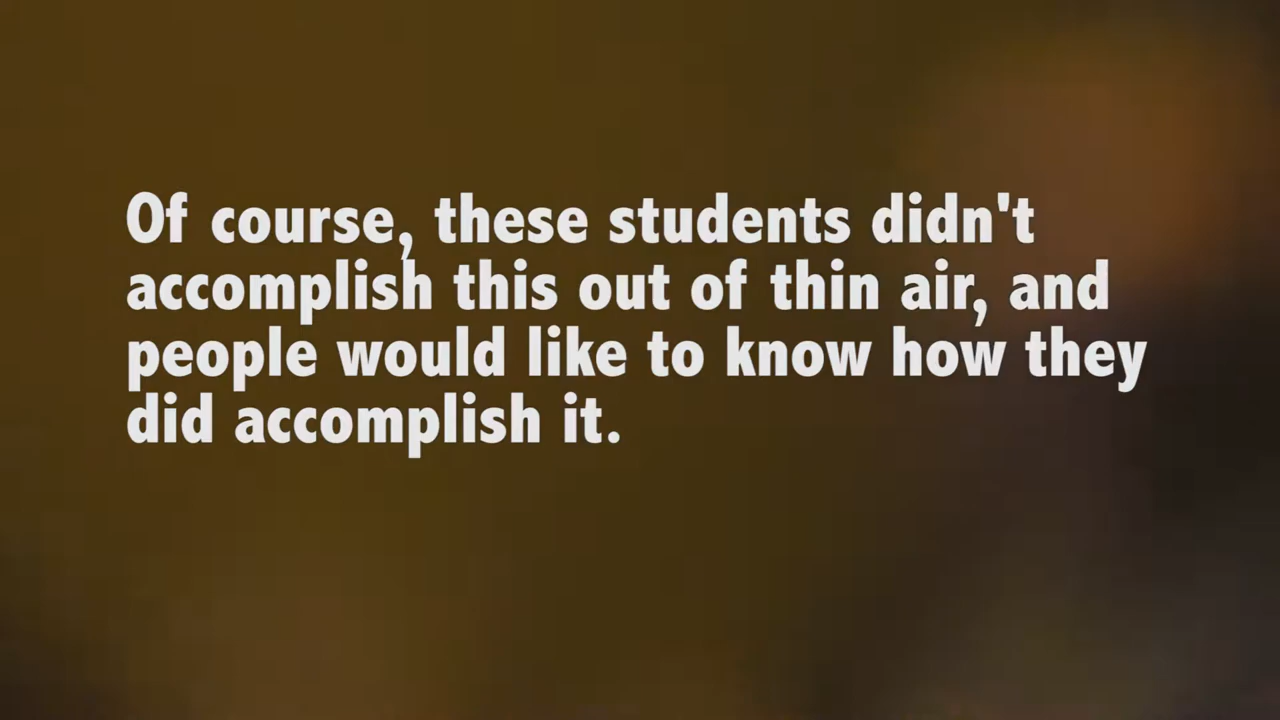 Of course, these students didn't
accomplish this out of thin air, and
people would like to know how they
did accomplish it.